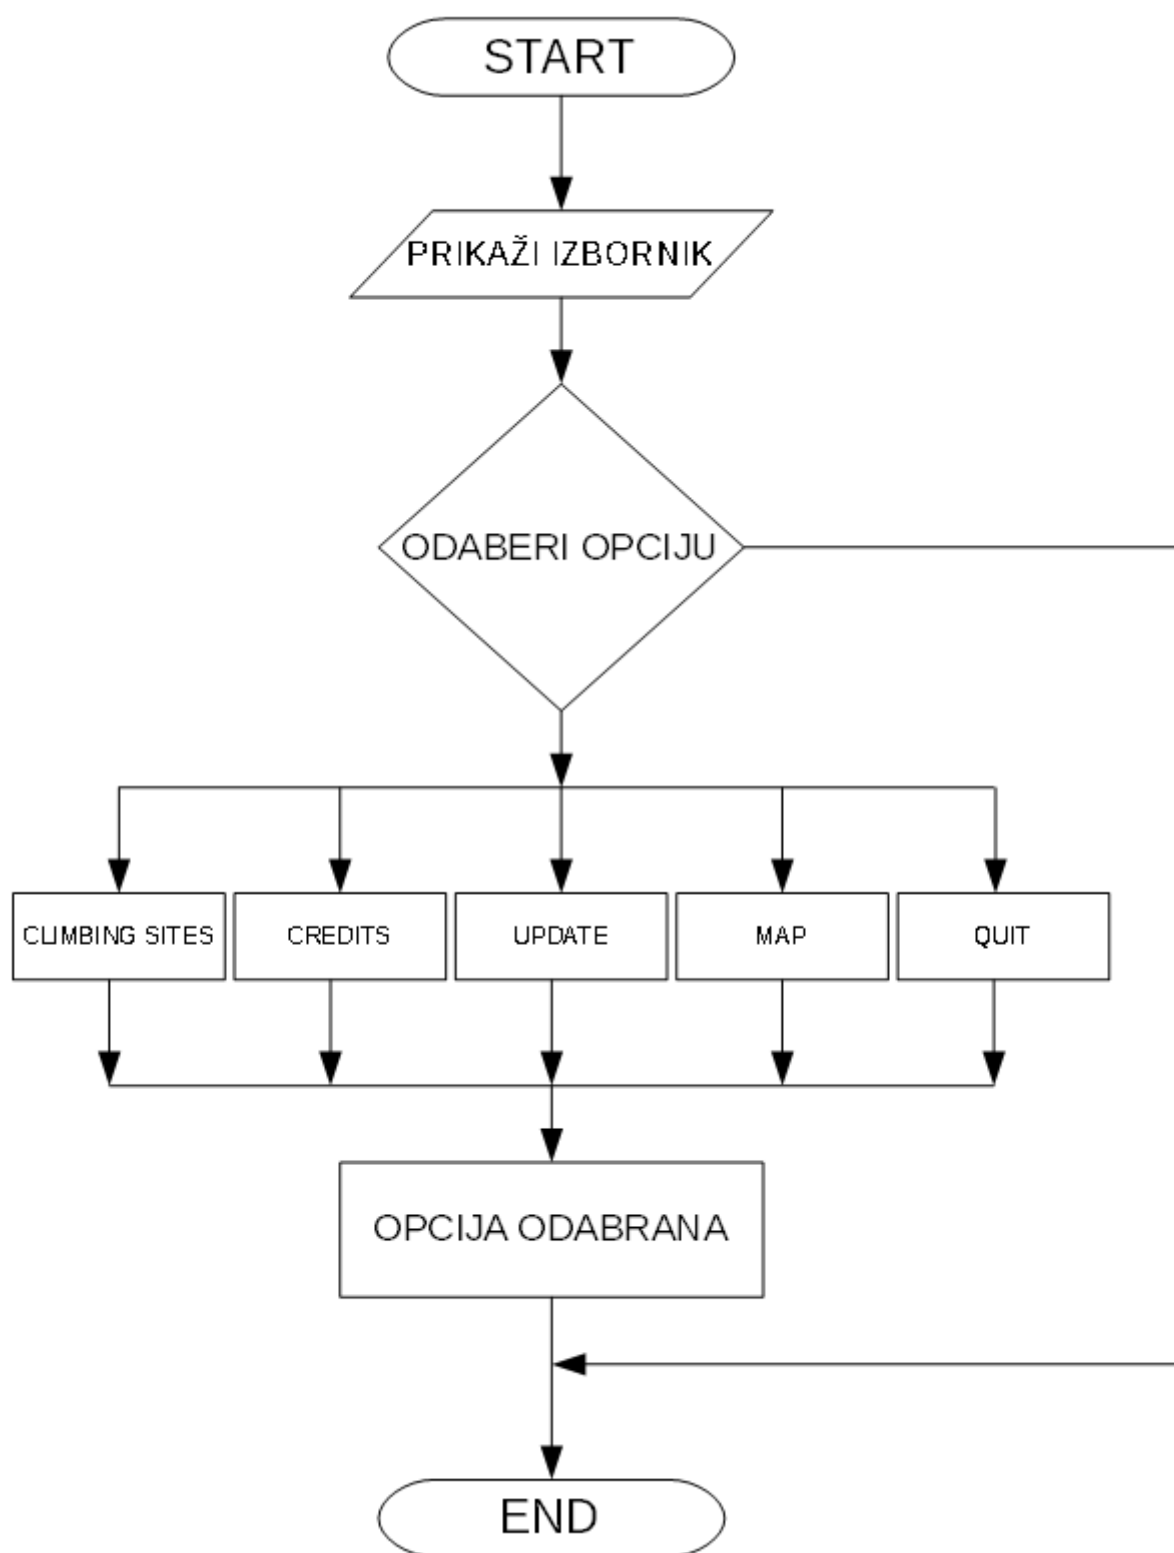 START
PRIKAŽI IZBORNIK
ODABERI OPCIJU
CLIMBING SITES
CREDITS
UPDATE
MAP
QUIT
OPCIJA ODABRANA
END